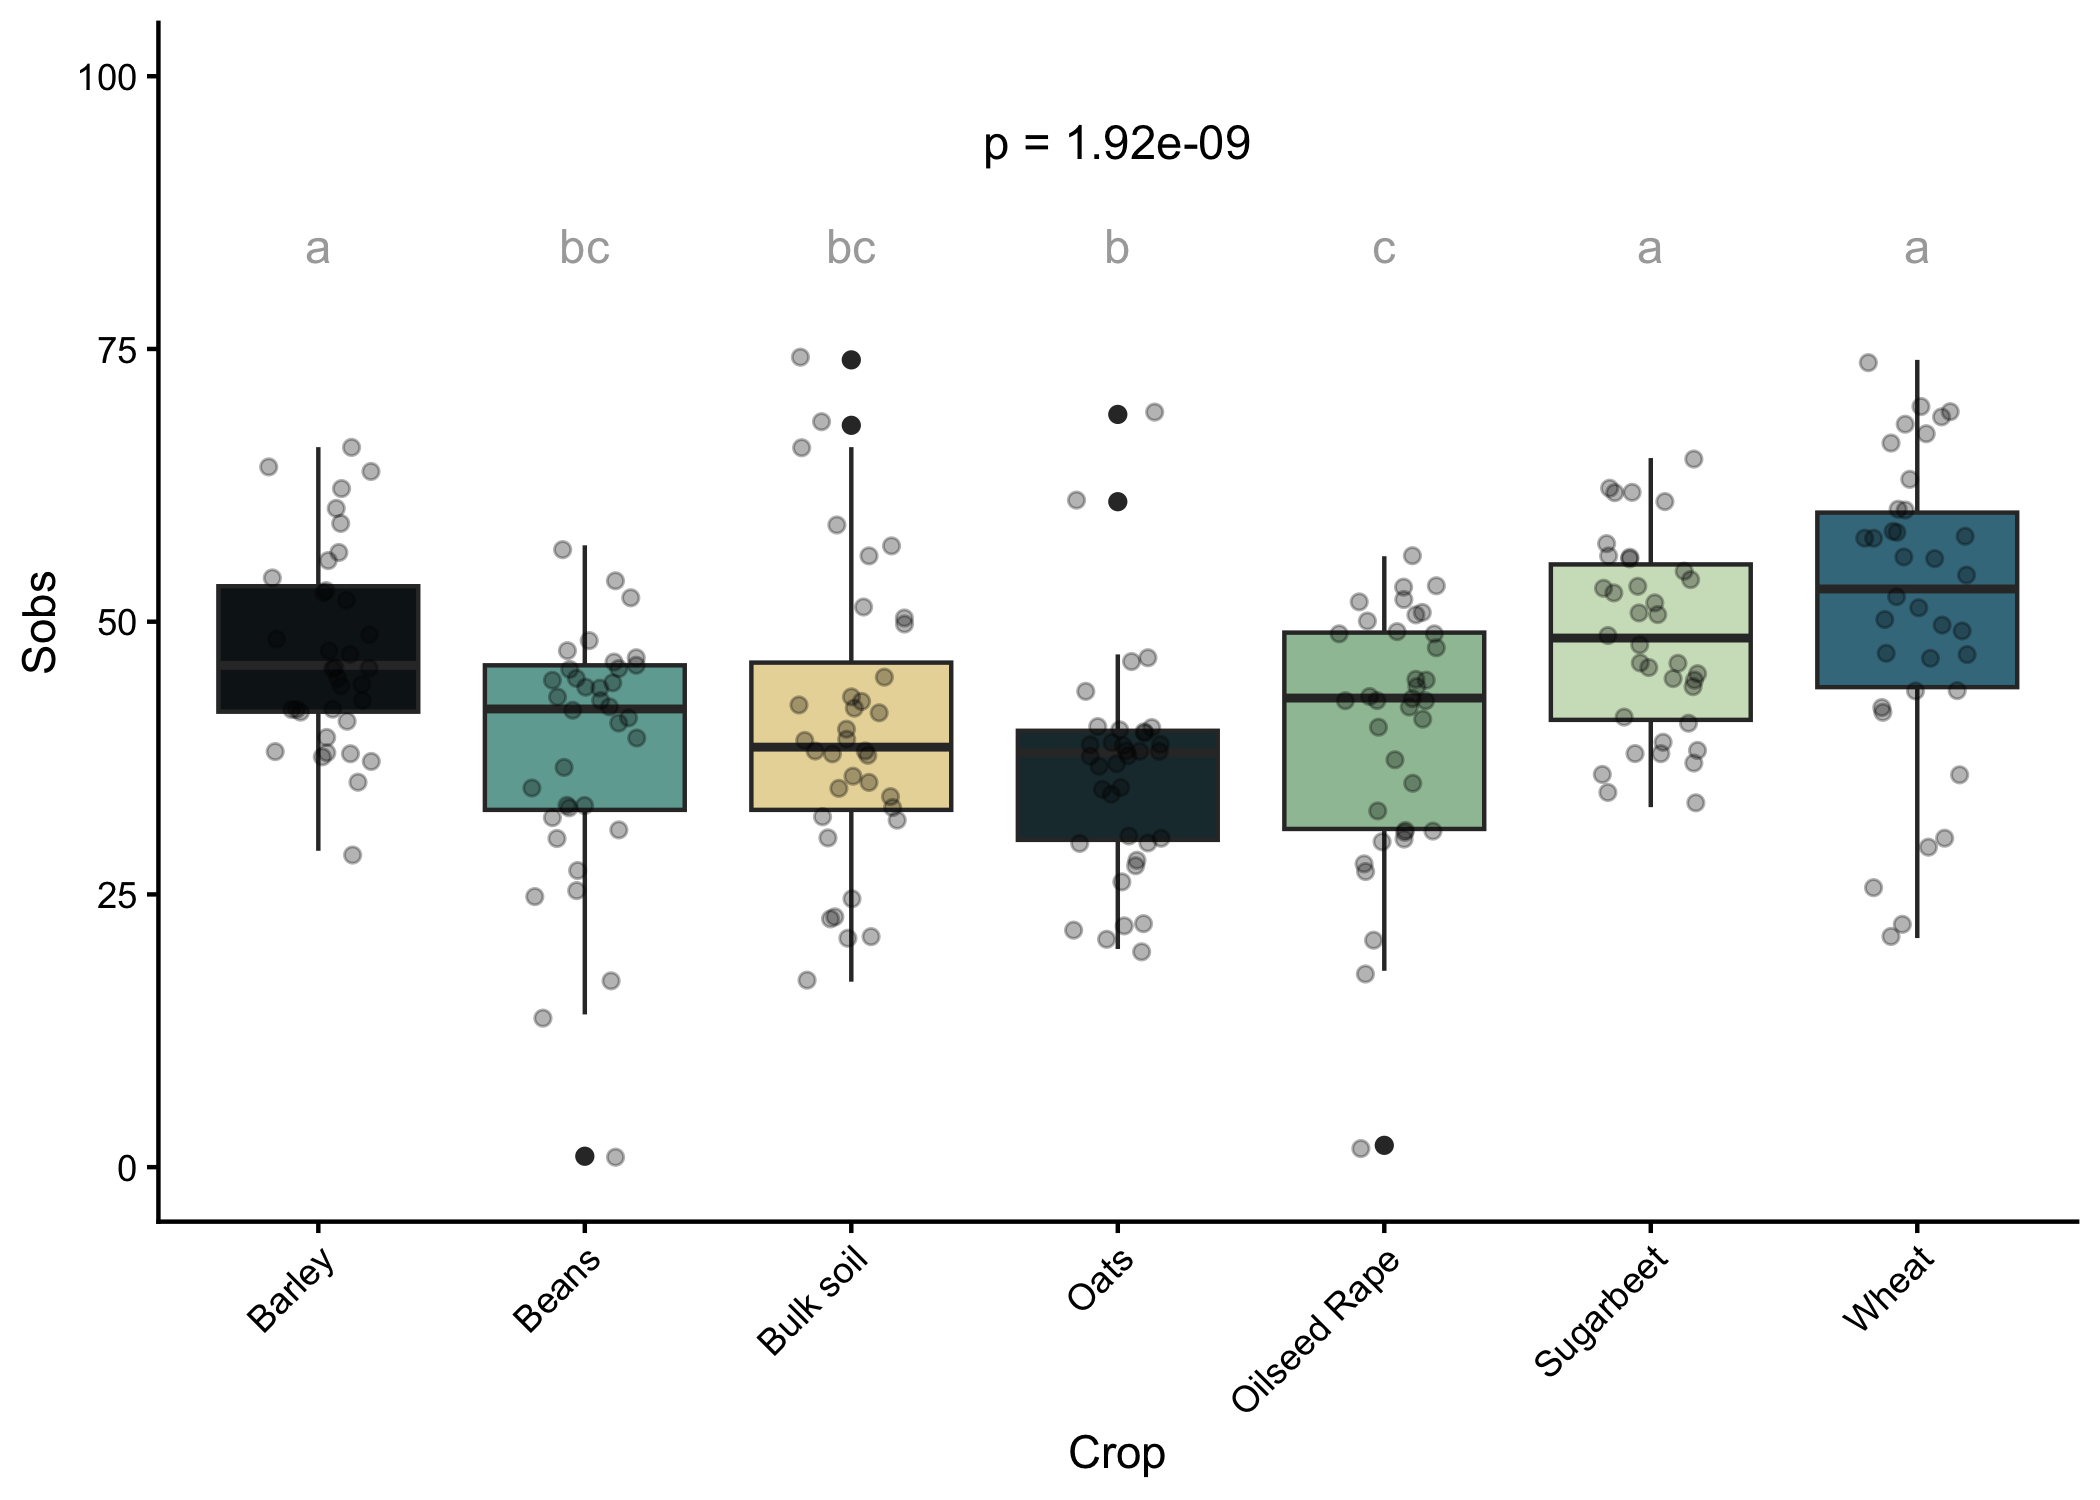 p = 1.92e-09
a bc bc b c a a
100
75
50
25
0
Sobs
Barley
Beans
Bulk soil
Oats
Oilseed Rape
Sugarbeet
Wheat
Crop